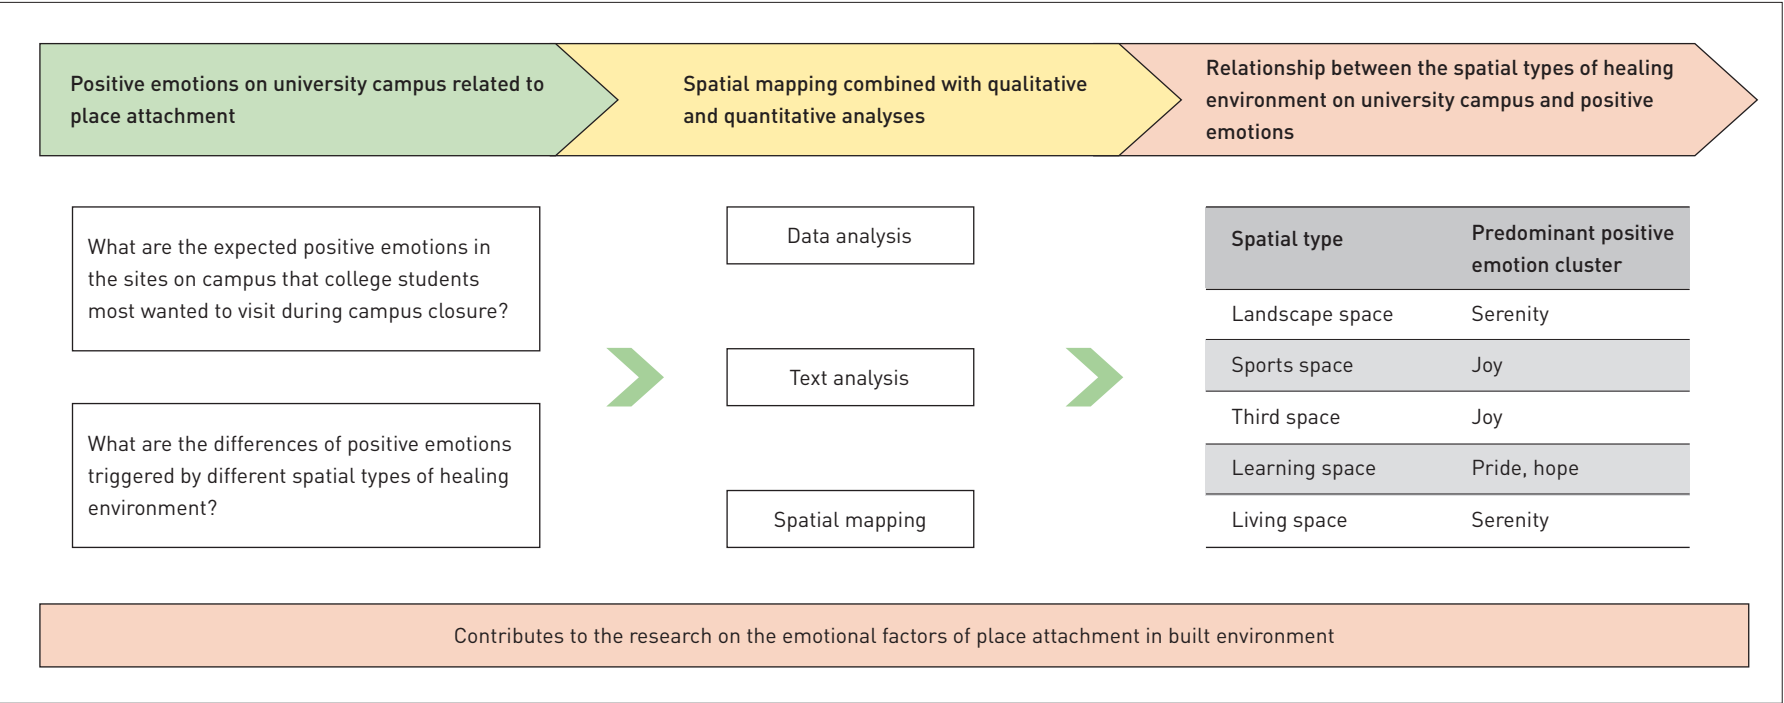 Positive emotions on university campus related to
place attachment
Spatial mapping combined with qualitative
and quantitative analyses
Relationship between the spatial types of healing
environment on university campus and positive
emotions
What are the expected positive emotions in
the sites on campus that college students
most wanted to visit during campus closure?
What are the differences of positive emotions
triggered by different spatial types of healing
environment?
Data analysis
Text analysis
Spatial mapping
Spatial type
Predominant positive
emotion cluster
Landscape space Serenity
Sports space Joy
Third space Joy
Learning space Pride, hope
Living space Serenity
Contributes to the research on the emotional factors of place attachment in built environment